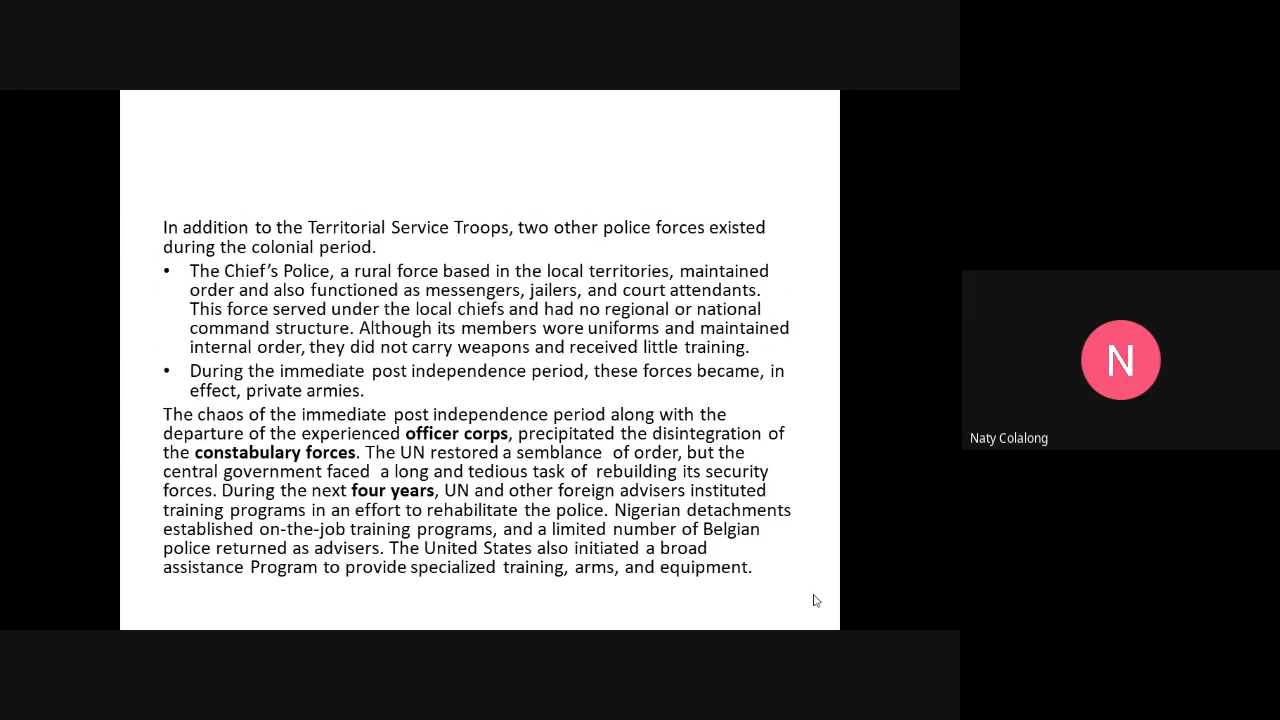 In addition to the Territorial Service Troops, two other police forces existed
during the colonial period.
• The Chief’s Police, a rural force based in the local territories, maintained
order and also functioned as messengers, jailers, and court attendants.
This force served under the local chiefs and had no regional or national
command structure. Although its members wore uniforms and maintained
internal order, they did not carry weapons and received little training.
• During the immediate post independence period, these forces became, in
effect, private armies.
The chaos of the immediate post independence period along with the
departure of the experienced officer corps, precipitated the disintegration of
the constabulary forces. The UN restored a semblance of order, but the
central government faced a long and tedious task of rebuilding its security
forces. During the next four years, UN and other foreign advisers instituted
training programs in an effort to rehabilitate the police. Nigerian detachments
established on-the-job training programs, and a limited number of Belgian
police returned as advisers. The United States also initiated a broad
assistance Program to provide specialized training, arms, and equipment.
N
Naty Colalong